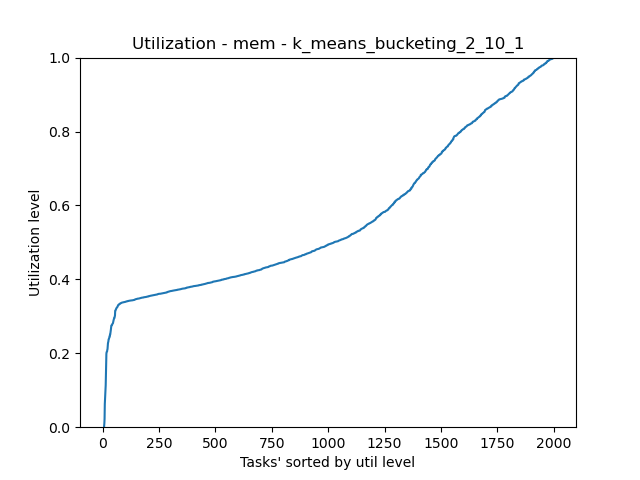 Utilization - mem - k_means_bucketing_2_10_1
1.0
0.8
0.6
0.4
0.2
0.0
Utilization level
0 250 500 750 1000 1250 1500 1750 2000
Tasks' sorted by util level